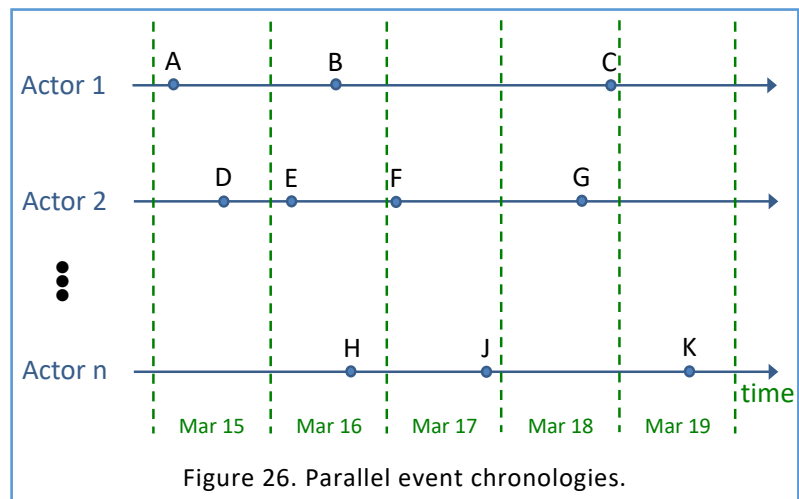 A B C
Actor 1
D E F G
Actor 2
H J K
Actor n
time
Mar 15 Mar 16 Mar 17 Mar 18 Mar 19
Figure 26. Parallel event chronologies.